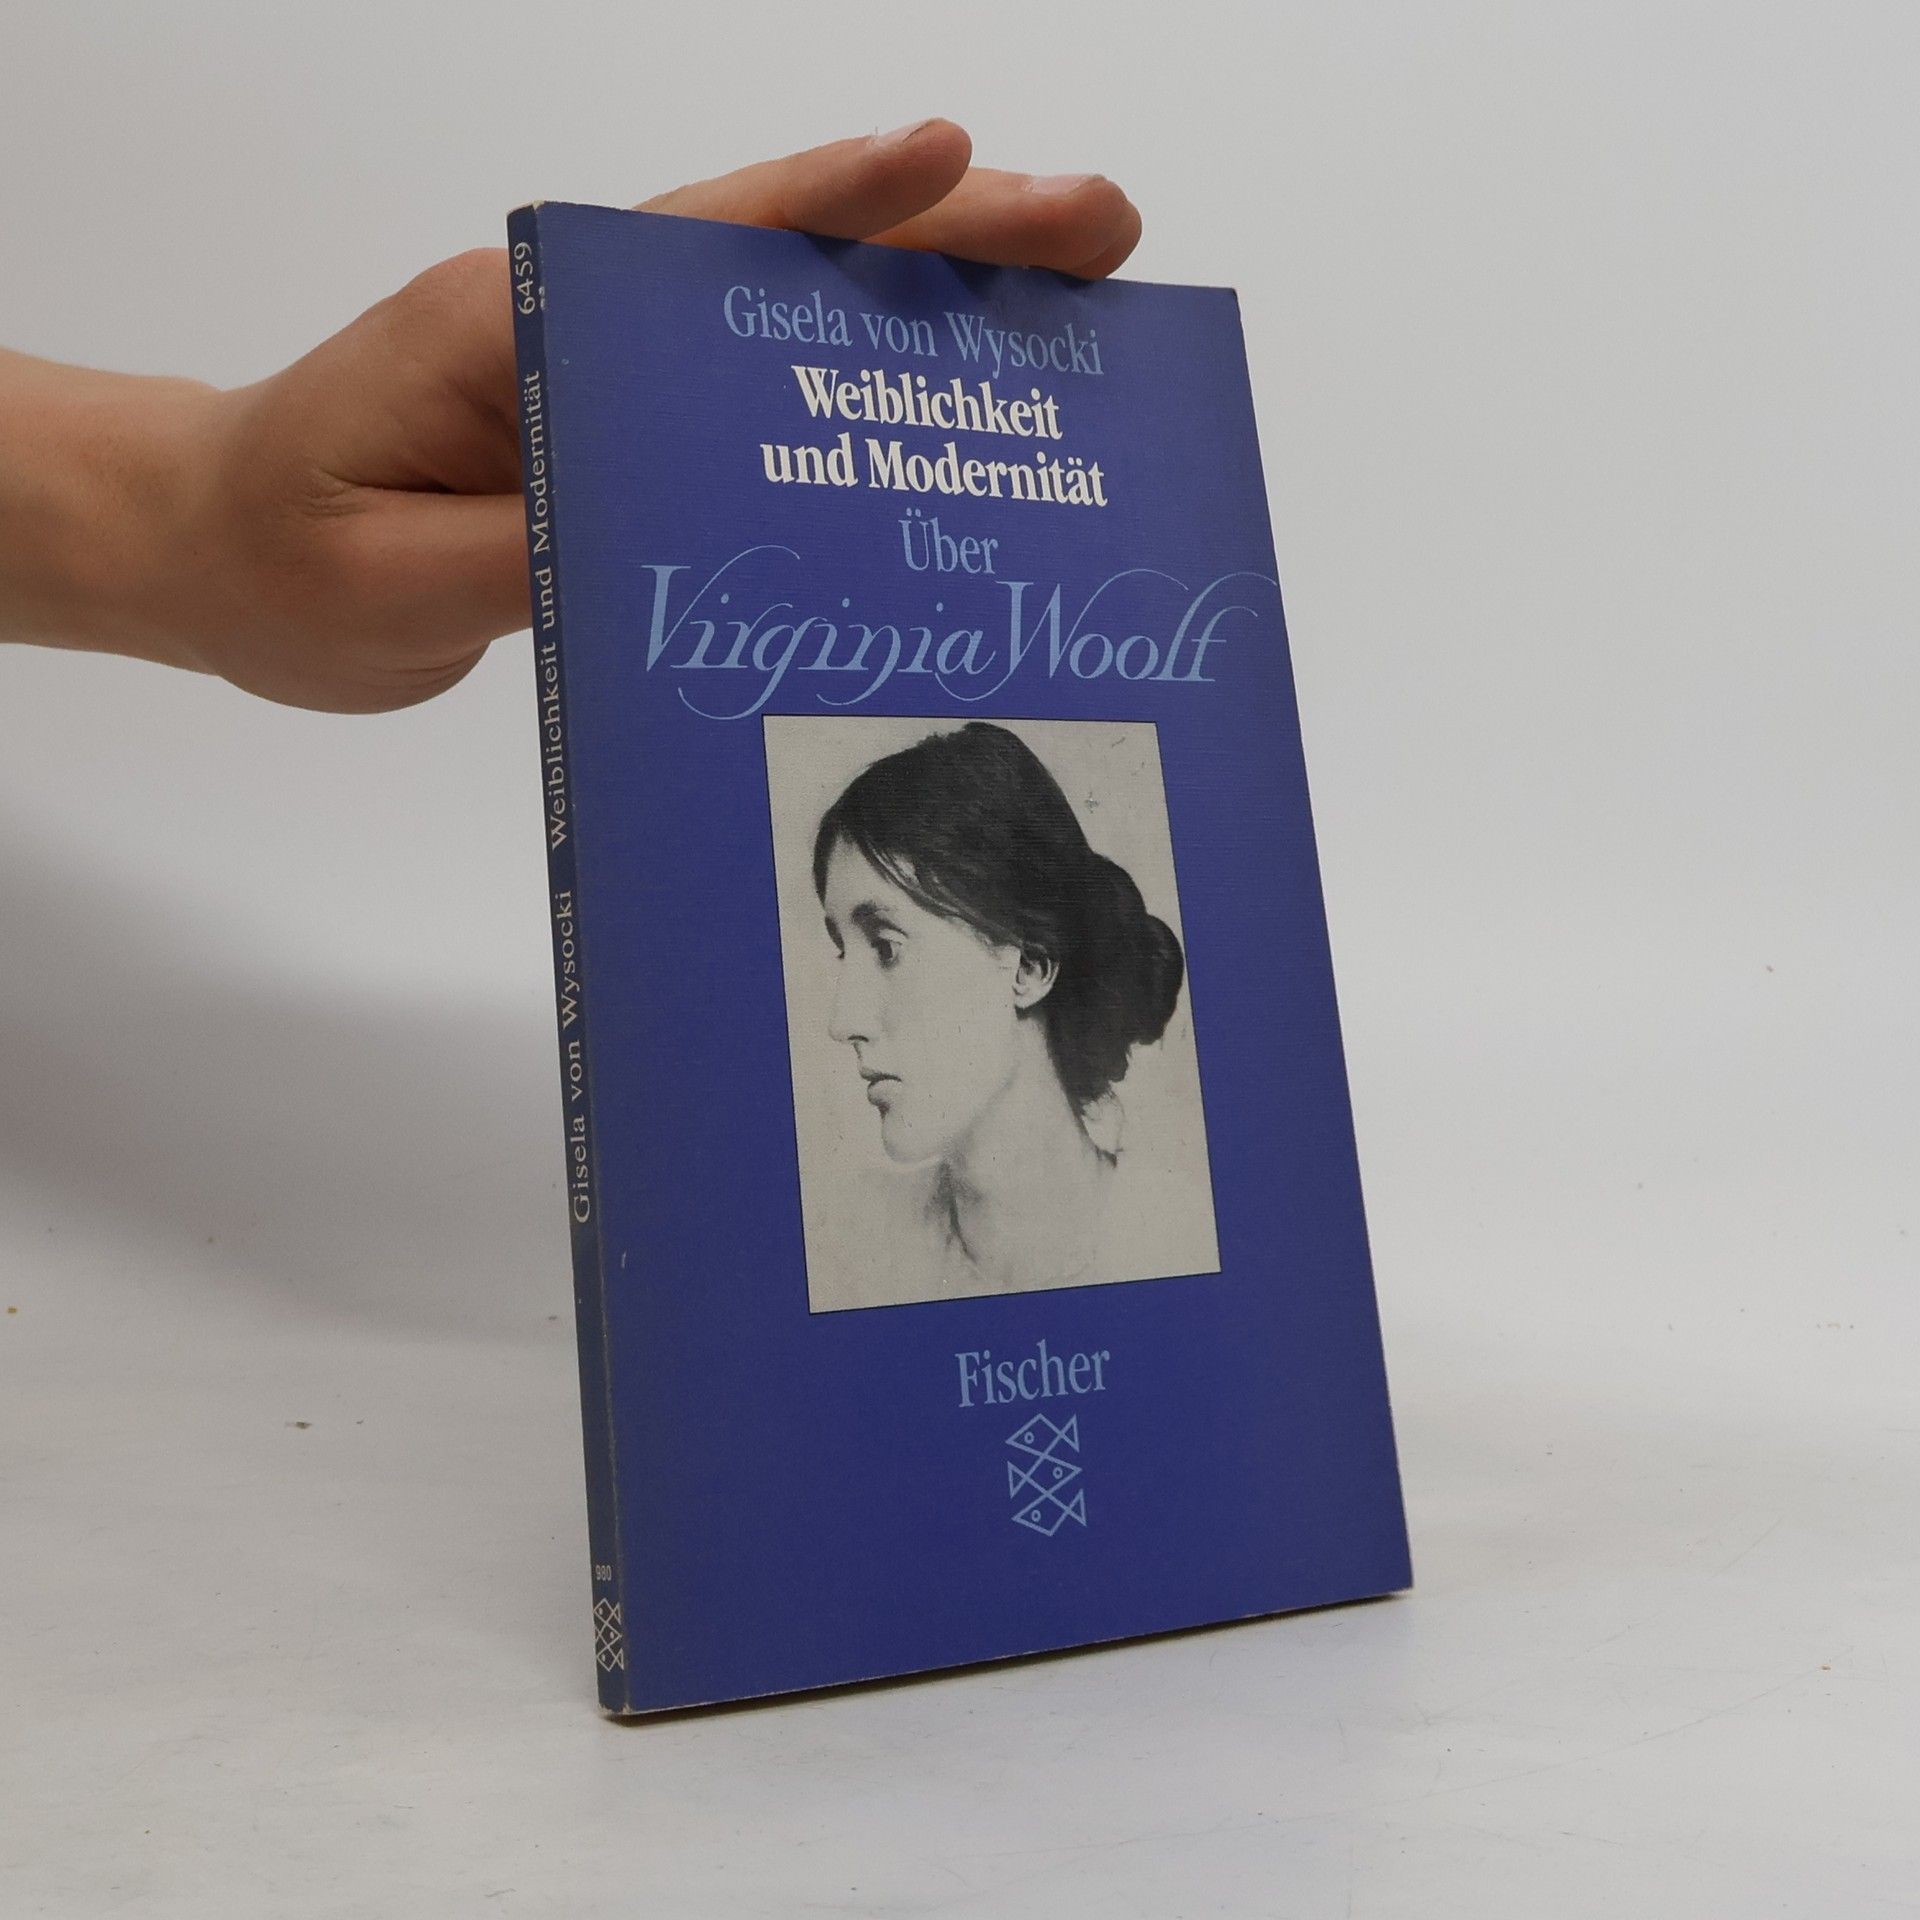 Gisela von Wysocki
Weiblichkeit
und Modernität
Über
Virginia Woolf
Fischer
Gisela von Wysocki Weiblichkeit und Modernität 6459
980